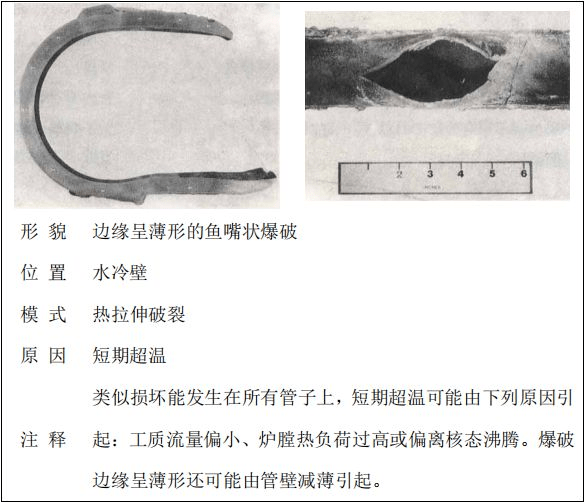 2 3 4 5 6
INCHES
形 貌 边缘呈薄形的鱼嘴状爆破
位 置 水冷壁
模 式 热拉伸破裂
原 因 短期超温
类似损坏能发生在所有管子上，短期超温可能由下列原因引
注 释 起：工质流量偏小、炉膛热负荷过高或偏离核态沸腾。爆破
边缘呈薄形还可能由管壁减薄引起。